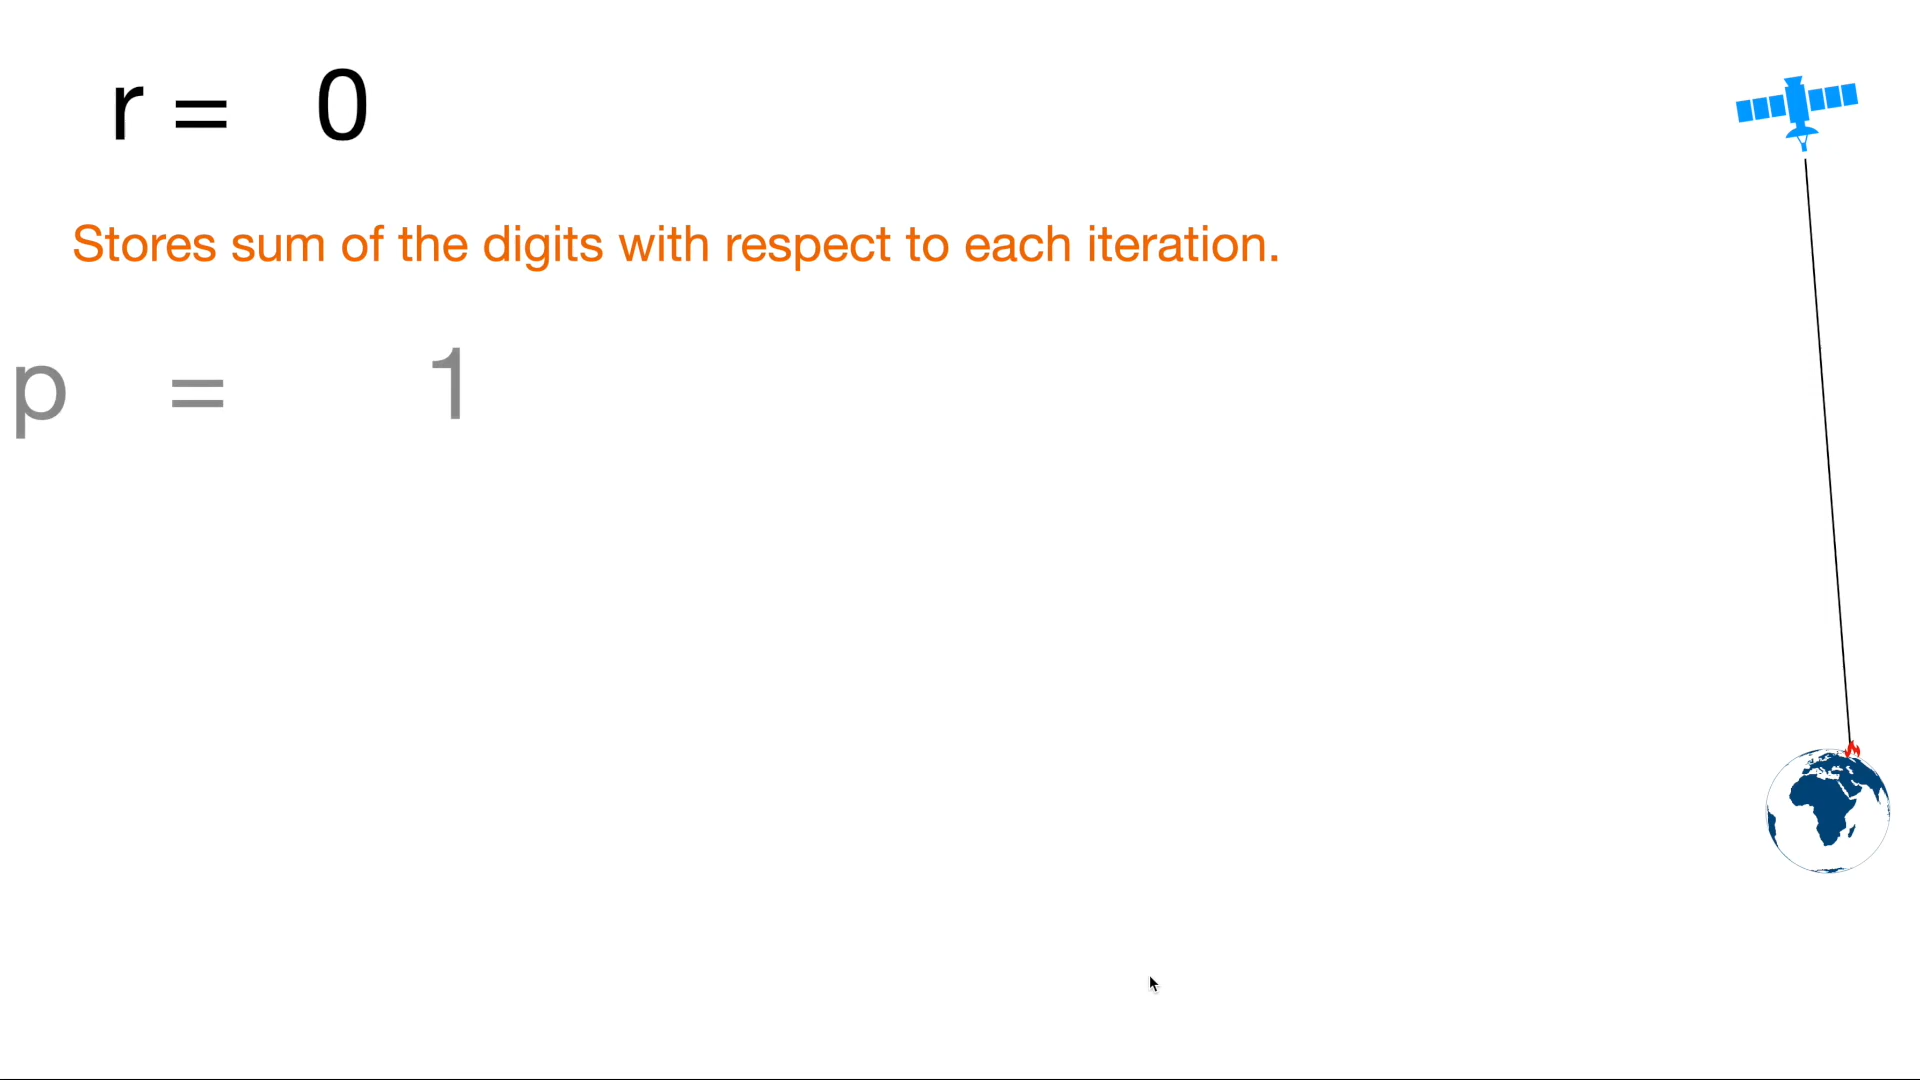 r = 0
Stores sum of the digits with respect to each iteration.
p = 1